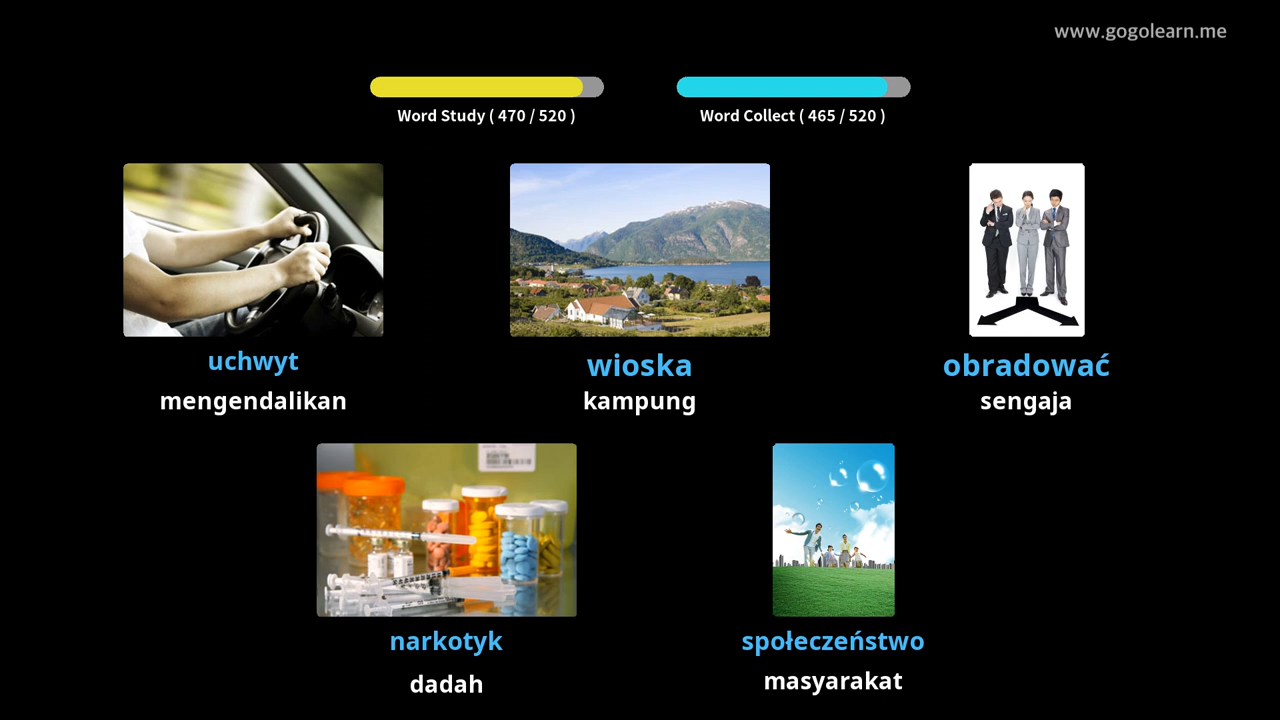 www.gogolearn.me
Word Study ( 470 / 520 )
Word Collect ( 465 / 520 )
uchwyt
mengendalikan
wioska
kampung
obradować
sengaja
narkotyk
dadah
społeczeństwo
masyarakat